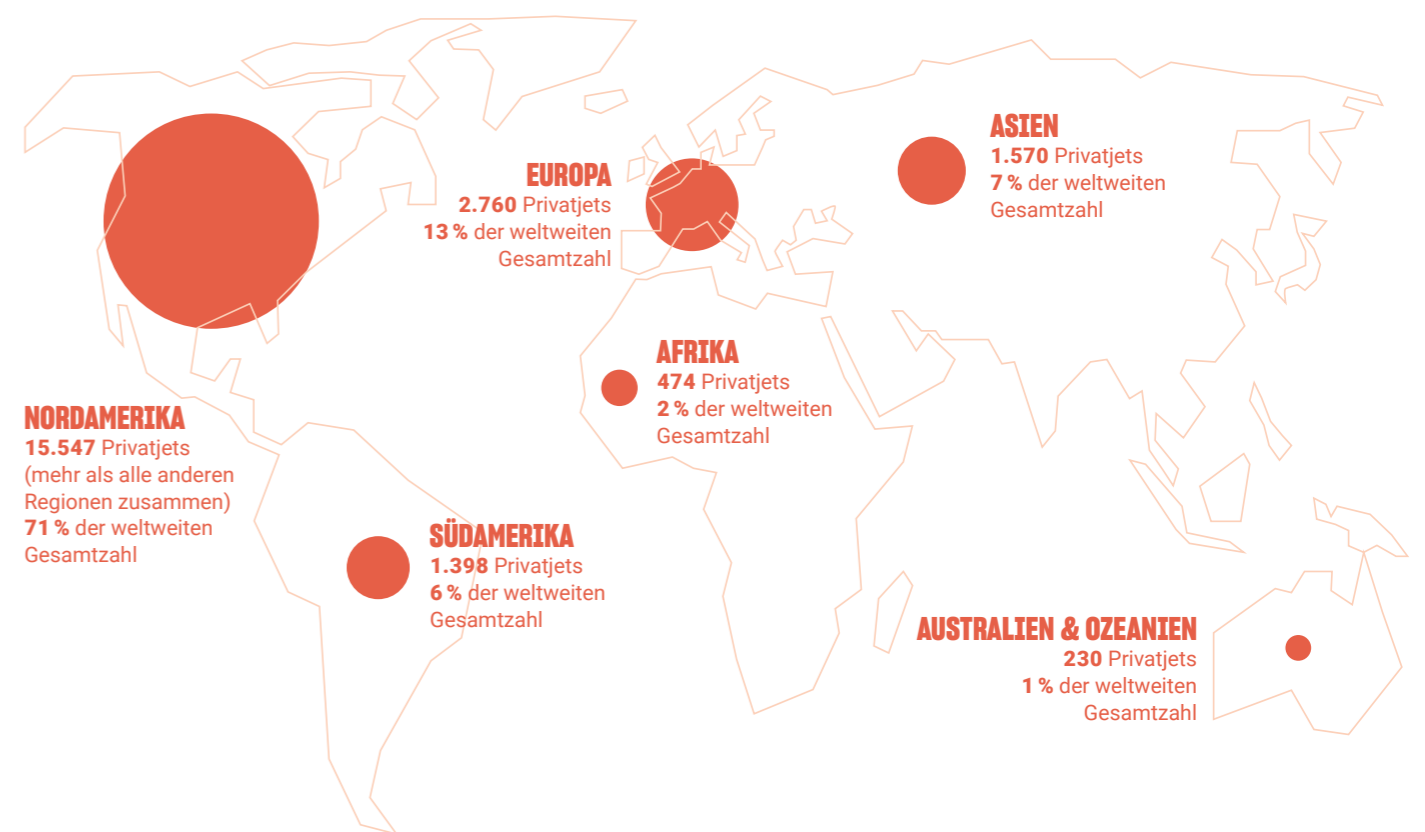 ASIEN
1.570 Privatjets
7 % der weltweiten
Gesamtzahl
EUROPA
2.760 Privatjets
13 % der weltweiten
Gesamtzahl
AFRIKA
474 Privatjets
2 % der weltweiten
Gesamtzahl
NORDAMERIKA
15.547 Privatjets
(mehr als alle anderen
Regionen zusammen)
71 % der weltweiten
Gesamtzahl
SÜDAMERIKA
1.398 Privatjets
6 % der weltweiten
Gesamtzahl
AUSTRALIEN & OZEANIEN
230 Privatjets
1 % der weltweiten
Gesamtzahl